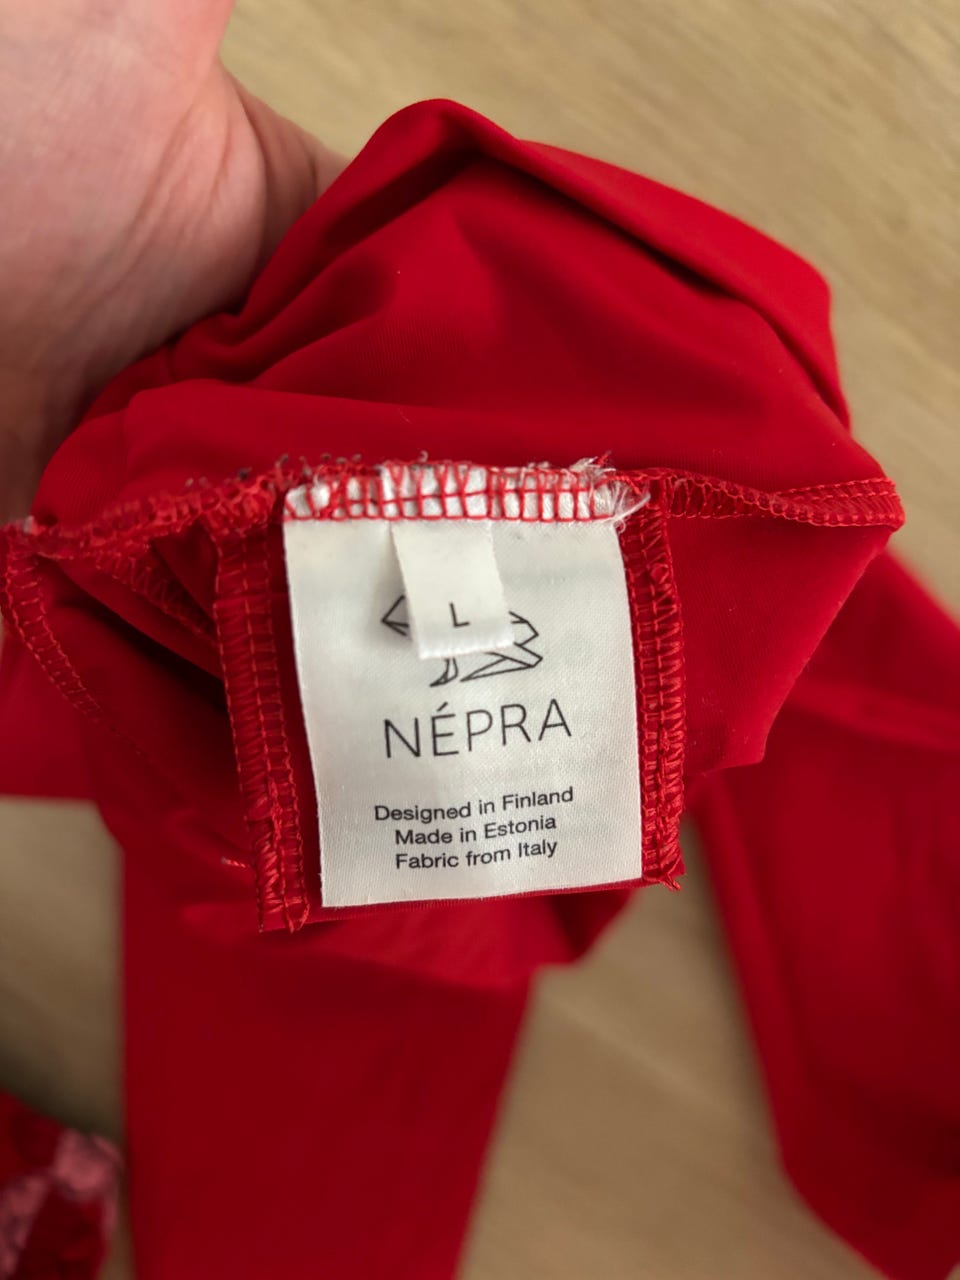 L
NÉPRA
Designed in Finland
Made in Estonia
Fabric from Italy